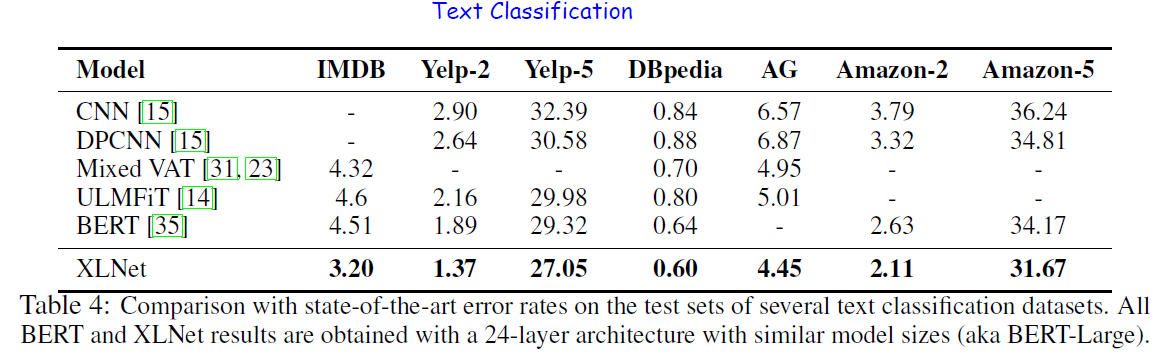 Text Classification
Model IMDB Yelp-2 Yelp-5 DBpedia AG Amazon-2 Amazon-5
CNN [15] - 2.90 32.39 0.84 6.57 3.79 36.24
DPCNN [15] - 2.64 30.58 0.88 6.87 3.32 34.81
Mixed VAT [31, 23] 4.32 - - 0.70 4.95 - -
ULMFiT [14] 4.6 2.16 29.98 0.80 5.01 - -
BERT [35] 4.51 1.89 29.32 0.64 - 2.63 34.17
XLNet 3.20 1.37 27.05 0.60 4.45 2.11 31.67
Table 4: Comparison with state-of-the-art error rates on the test sets of several text classification datasets. All
BERT and XLNet results are obtained with a 24-layer architecture with similar model sizes (aka BERT-Large).